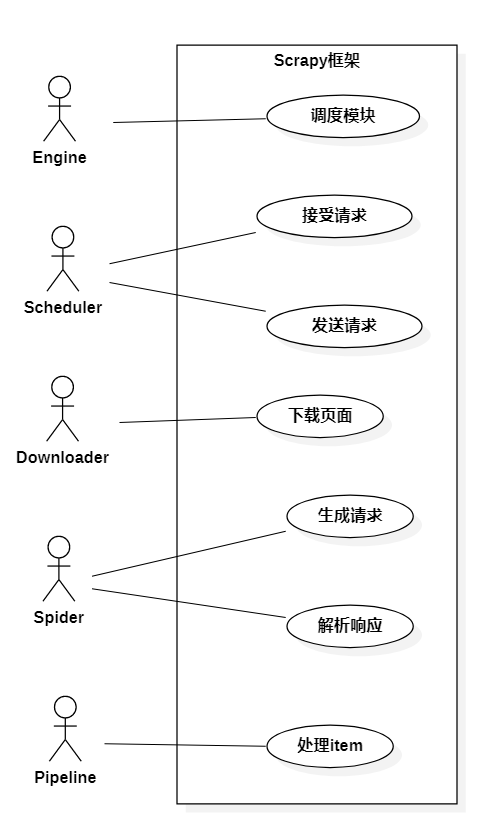 Scrapy框架
Engine
调度模块
Scheduler
接受请求
发送请求
Downloader
下载页面
Spider
生成请求
解析响应
Pipeline
处理item